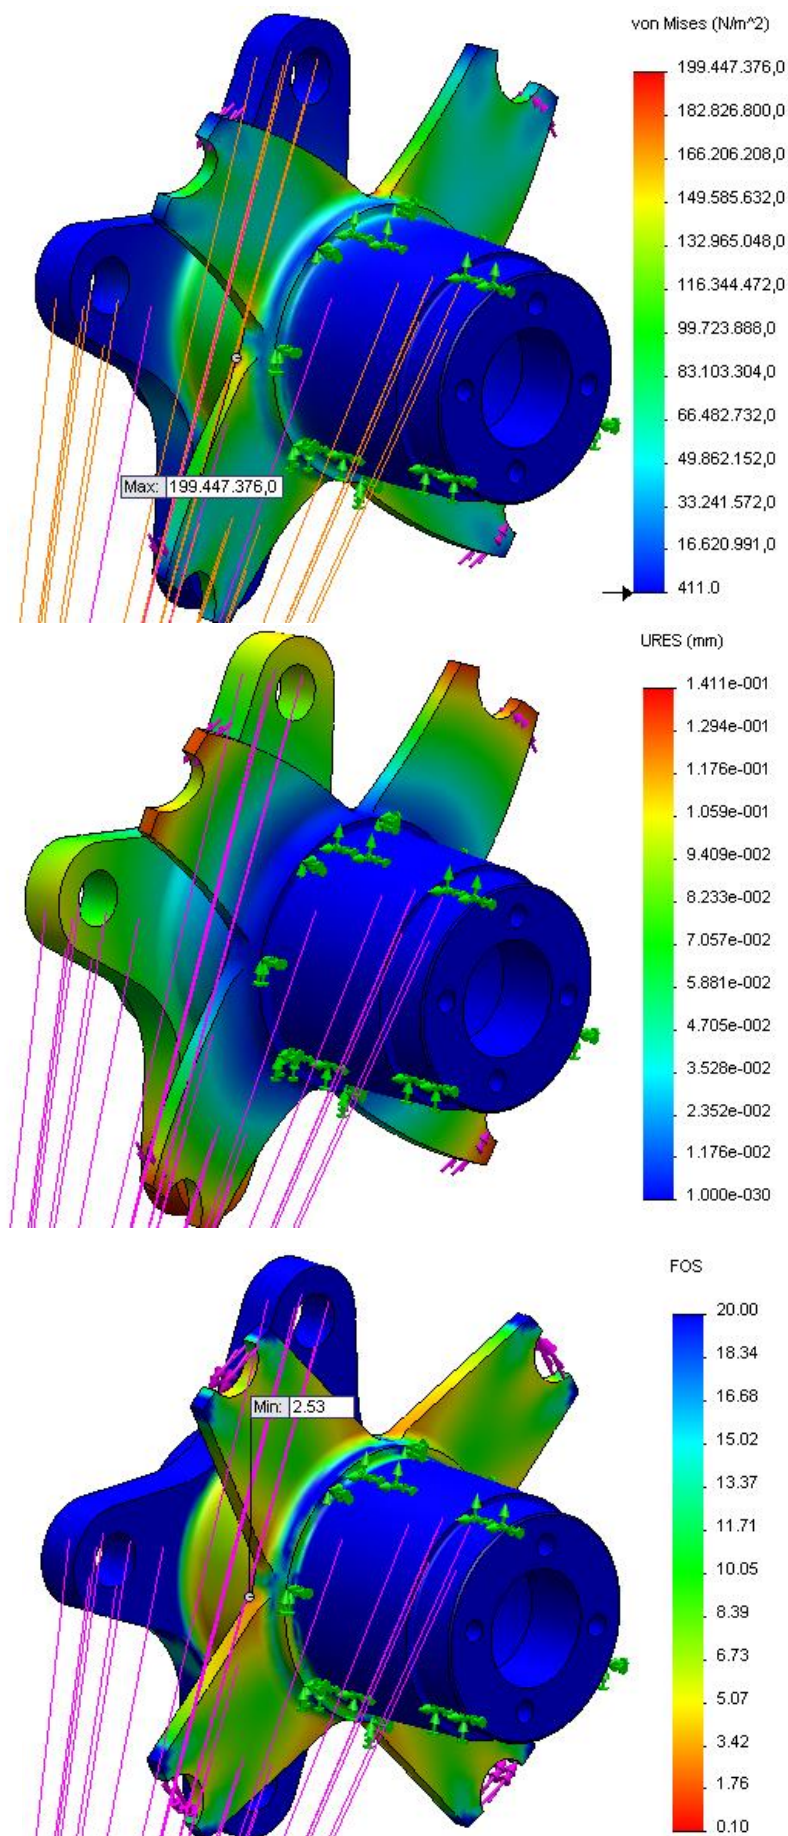 von Mises (N/m^2)
199.447.376,0
182.826.800,0
166.206.208,0
149.585.632,0
132.965.048,0
116.344.472,0
99.723.888,0
83.103.304,0
66.482.732,0
49.862.152,0
33.241.572,0
16.620.991,0
411.0
Max: 199.447.376,0
URES (mm)
1.411e-001
1.294e-001
1.176e-001
1.059e-001
9.409e-002
8.233e-002
7.057e-002
5.881e-002
4.705e-002
3.528e-002
2.352e-002
1.176e-002
1.000e-030
FOS
20.00
18.34
16.68
15.02
13.37
11.71
10.05
8.39
6.73
5.07
3.42
1.76
0.10
Min: 2.53